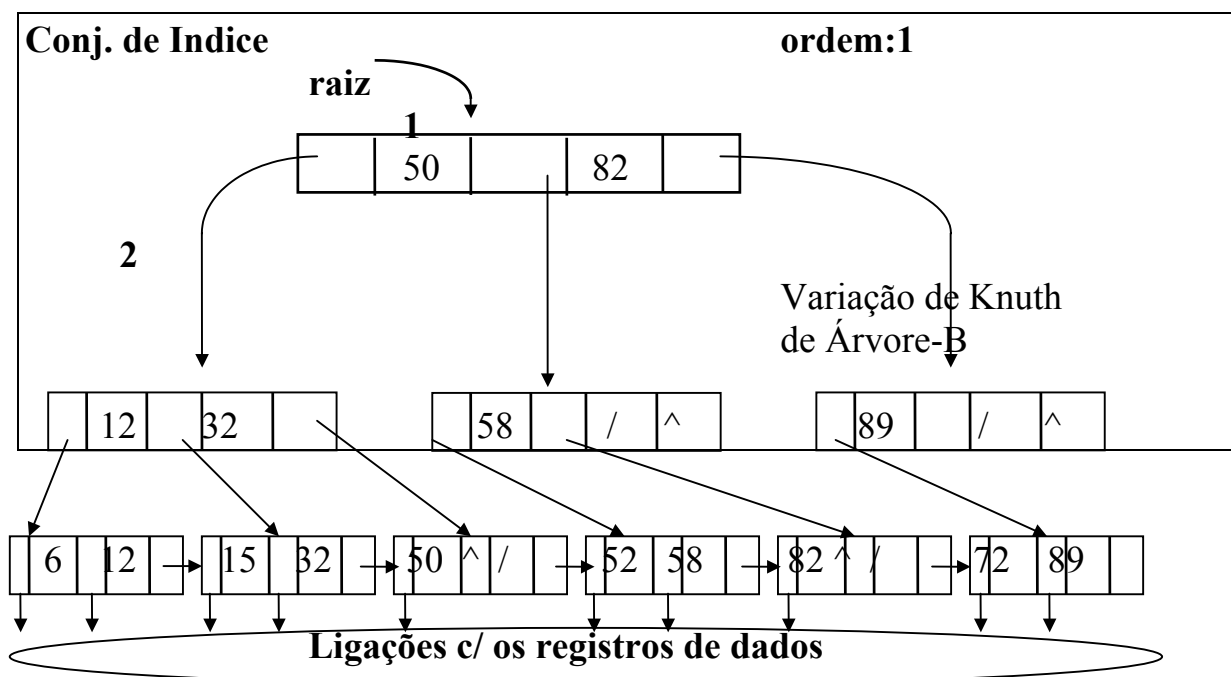 Conj. de Indice ordem:1
raiz
1
50 82
2
Variação de Knuth
de Árvore-B
12 32 58 / ^ 89 / ^
6 12 15 32 50 ^ / 52 58 82 ^ / 72 89
Ligações c/ os registros de dados